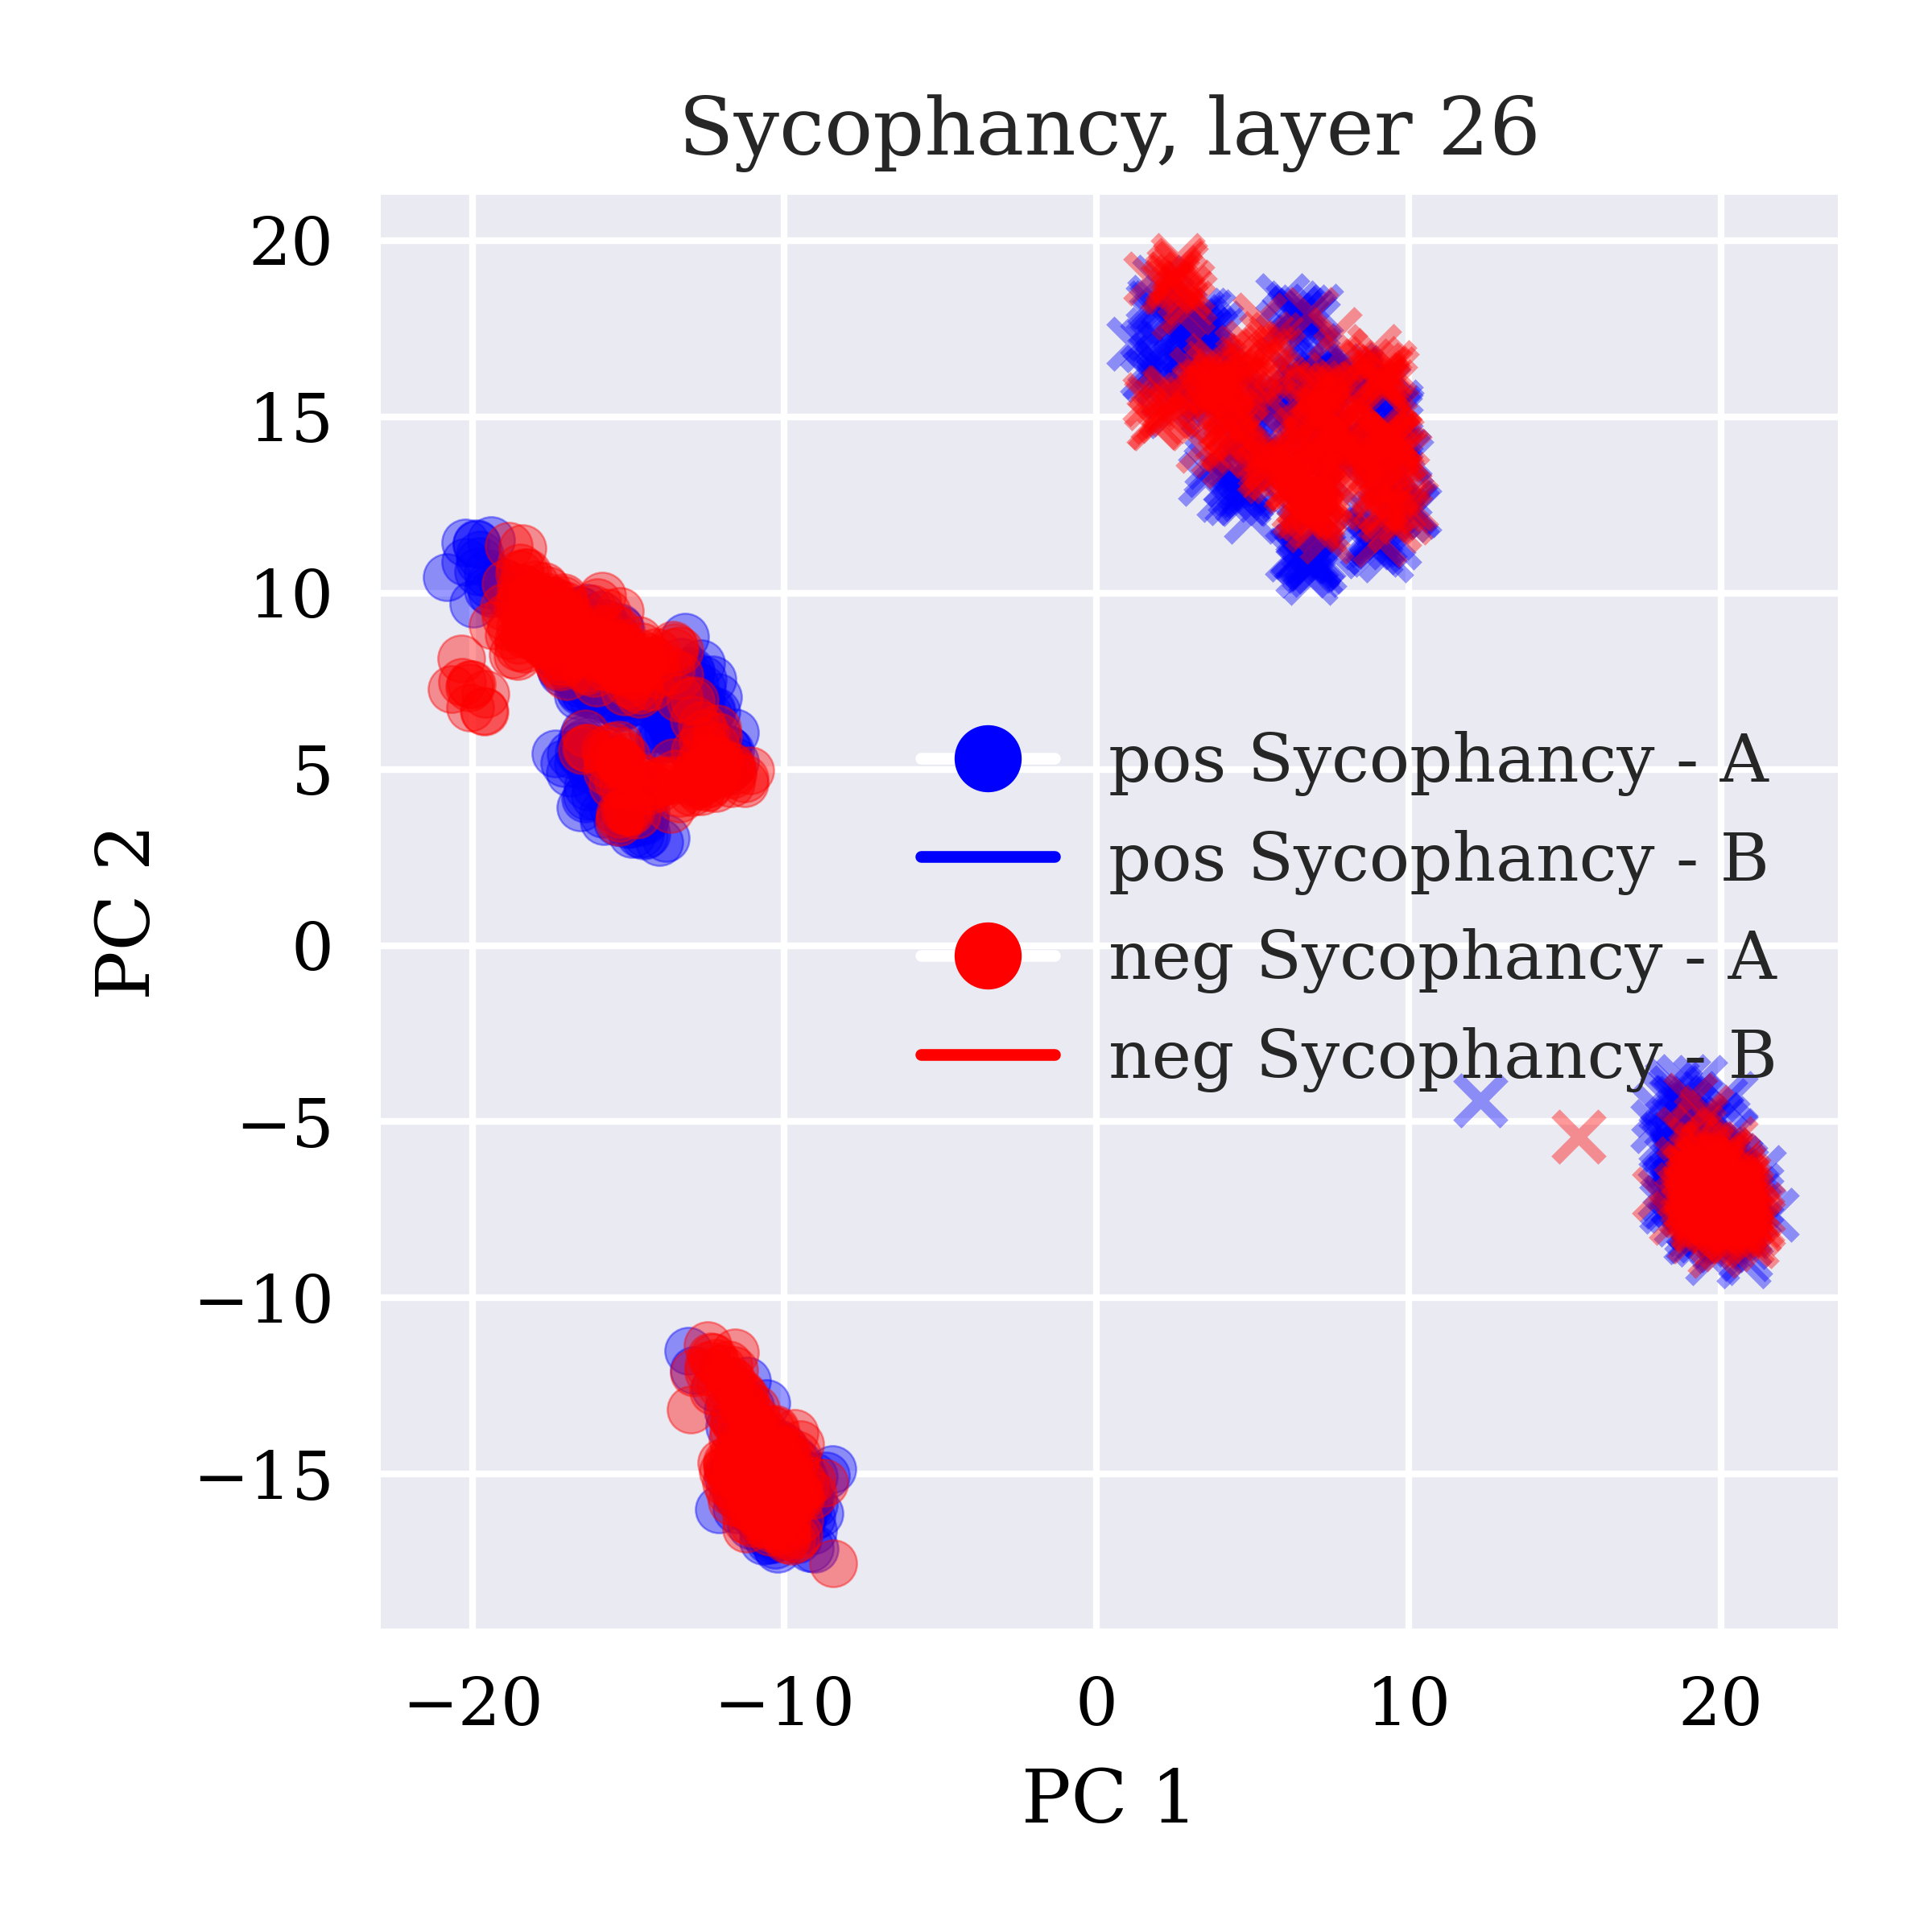 Sycophancy, layer 26
20
15
10
5
0
−5
−10
−15
PC 2
pos Sycophancy - A
pos Sycophancy - B
neg Sycophancy - A
neg Sycophancy - B
−20 −10 0 10 20
PC 1